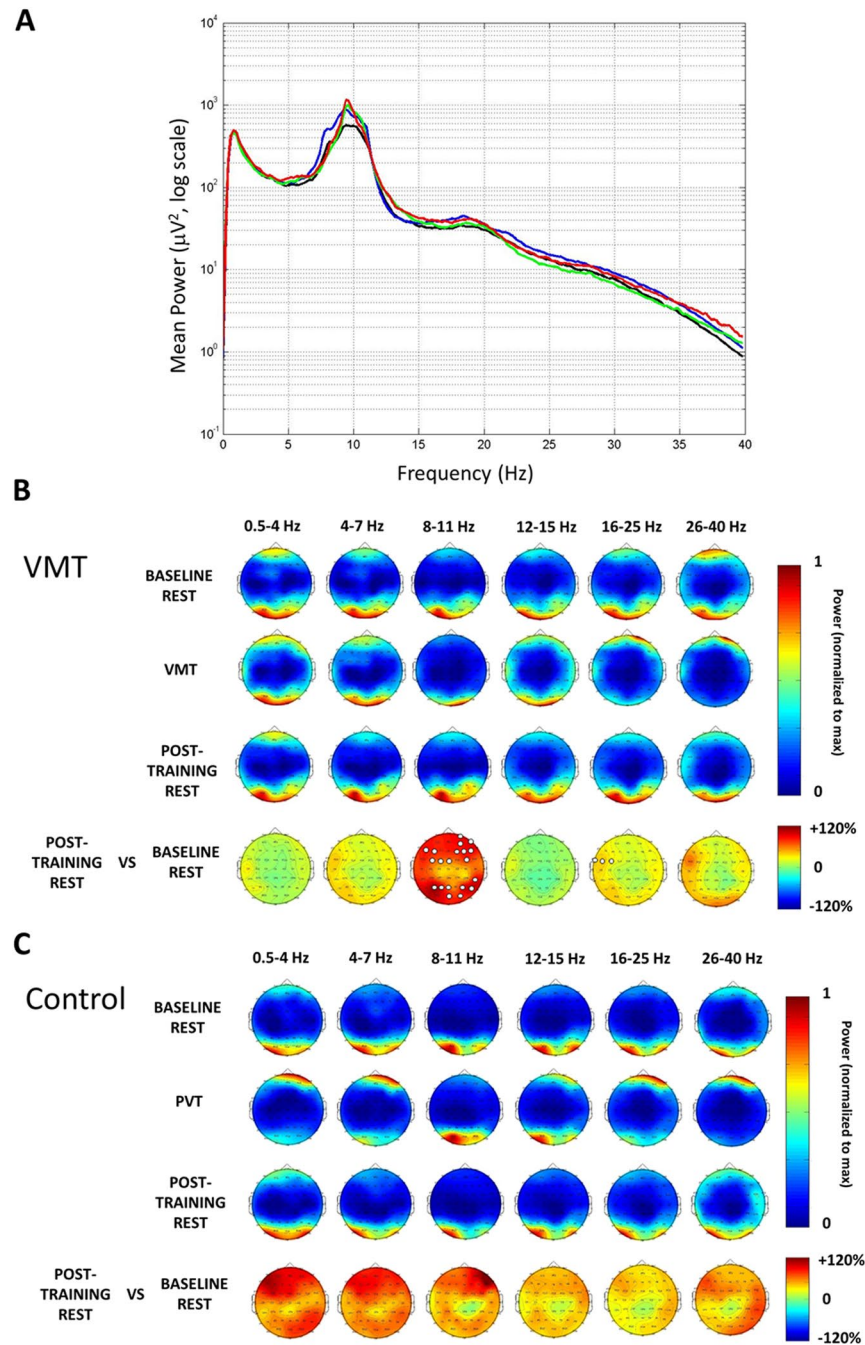 A
Mean Power (µV², log scale)
10⁴
10³
10²
10¹
10⁰
10⁻¹
0 5 10 15 20 25 30 35 40
Frequency (Hz)
B
VMT
0.5-4 Hz 4-7 Hz 8-11 Hz 12-15 Hz 16-25 Hz 26-40 Hz
BASELINE
REST
VMT
POST-
TRAINING
REST
POST-
TRAINING
REST
VS
BASELINE
REST
1
0
Power (normalized to max)
+120%
0
-120%
C
Control
0.5-4 Hz 4-7 Hz 8-11 Hz 12-15 Hz 16-25 Hz 26-40 Hz
BASELINE
REST
PVT
POST-
TRAINING
REST
POST-
TRAINING
REST
VS
BASELINE
REST
1
0
Power (normalized to max)
+120%
0
-120%